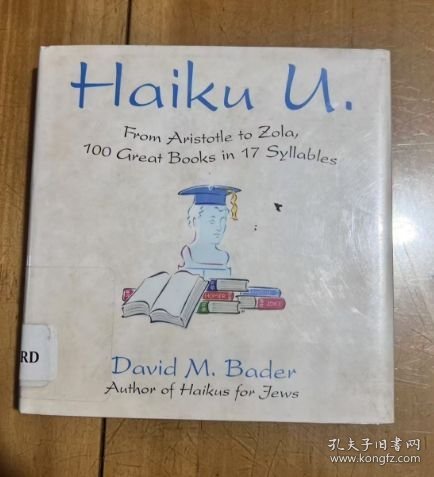 Haiku U.
From Aristotle to Zola,
100 Great Books in 17 Syllables
HOMER
David M. Bader
Author of Haikus for Jews
RD
孔夫子旧书网
kongfz.com